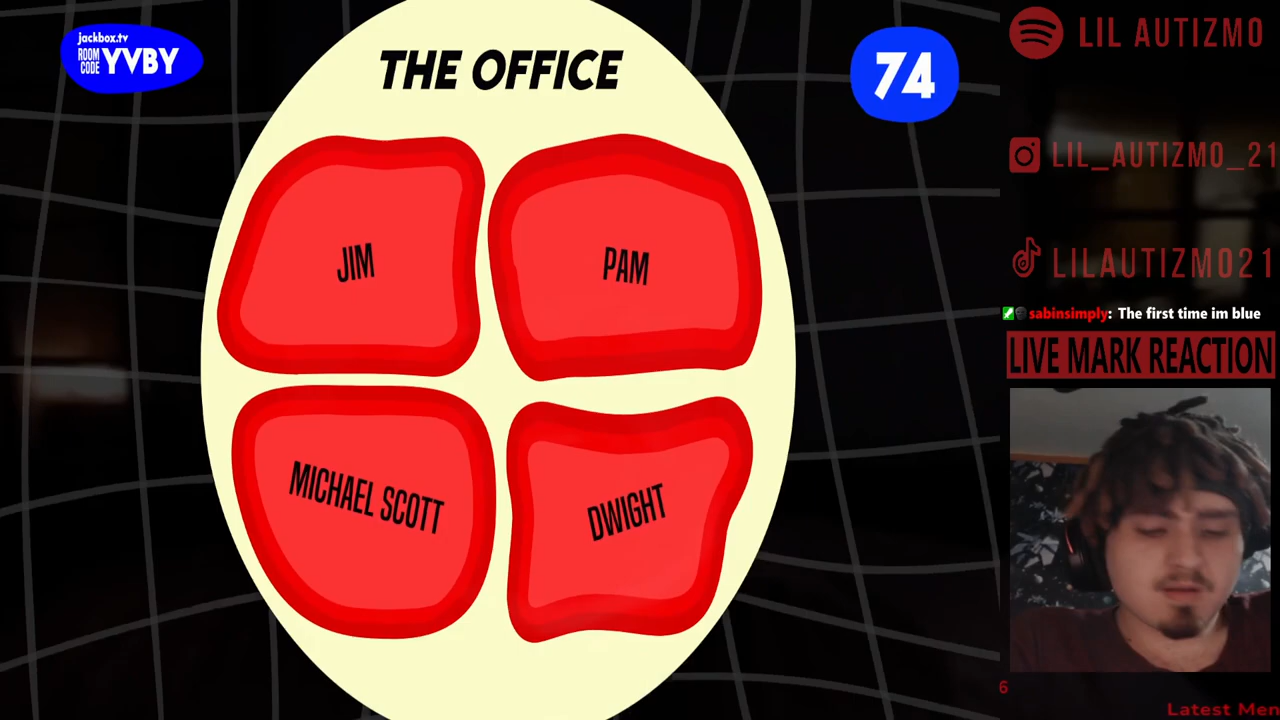 jackbox.tv
ROOM CODE YVBY
THE OFFICE
74
JIM
PAM
MICHAEL SCOTT
DWIGHT
LIL AUTIZMO
LIL_AUTIZMO_21
LILAUTIZMO21
sabinsimply: The first time im blue
LIVE MARK REACTION
6
Latest Mem